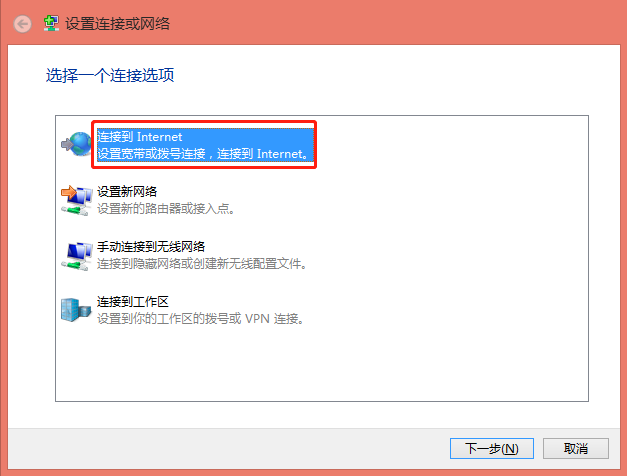 设置连接或网络
选择一个连接选项
连接到 Internet
设置宽带或拨号连接，连接到 Internet。
设置新网络
设置新的路由器或接入点。
手动连接到无线网络
连接到隐藏网络或创建新无线配置文件。
连接到工作区
设置到你的工作区的拨号或 VPN 连接。
下一步(N)
取消